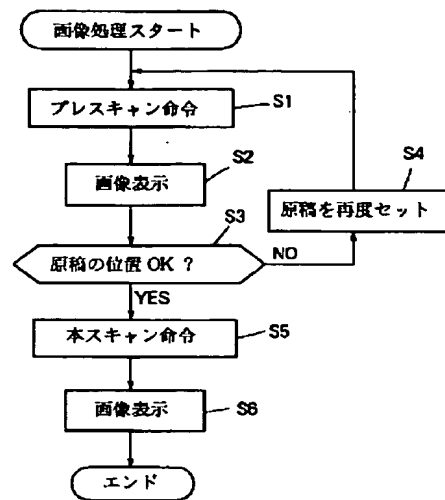 画像処理スタート
プレスキャン命令
S1
画像表示
S2
原稿の位置 OK ?
S3
NO
原稿を再度セット
S4
YES
本スキャン命令
S5
画像表示
S6
エンド